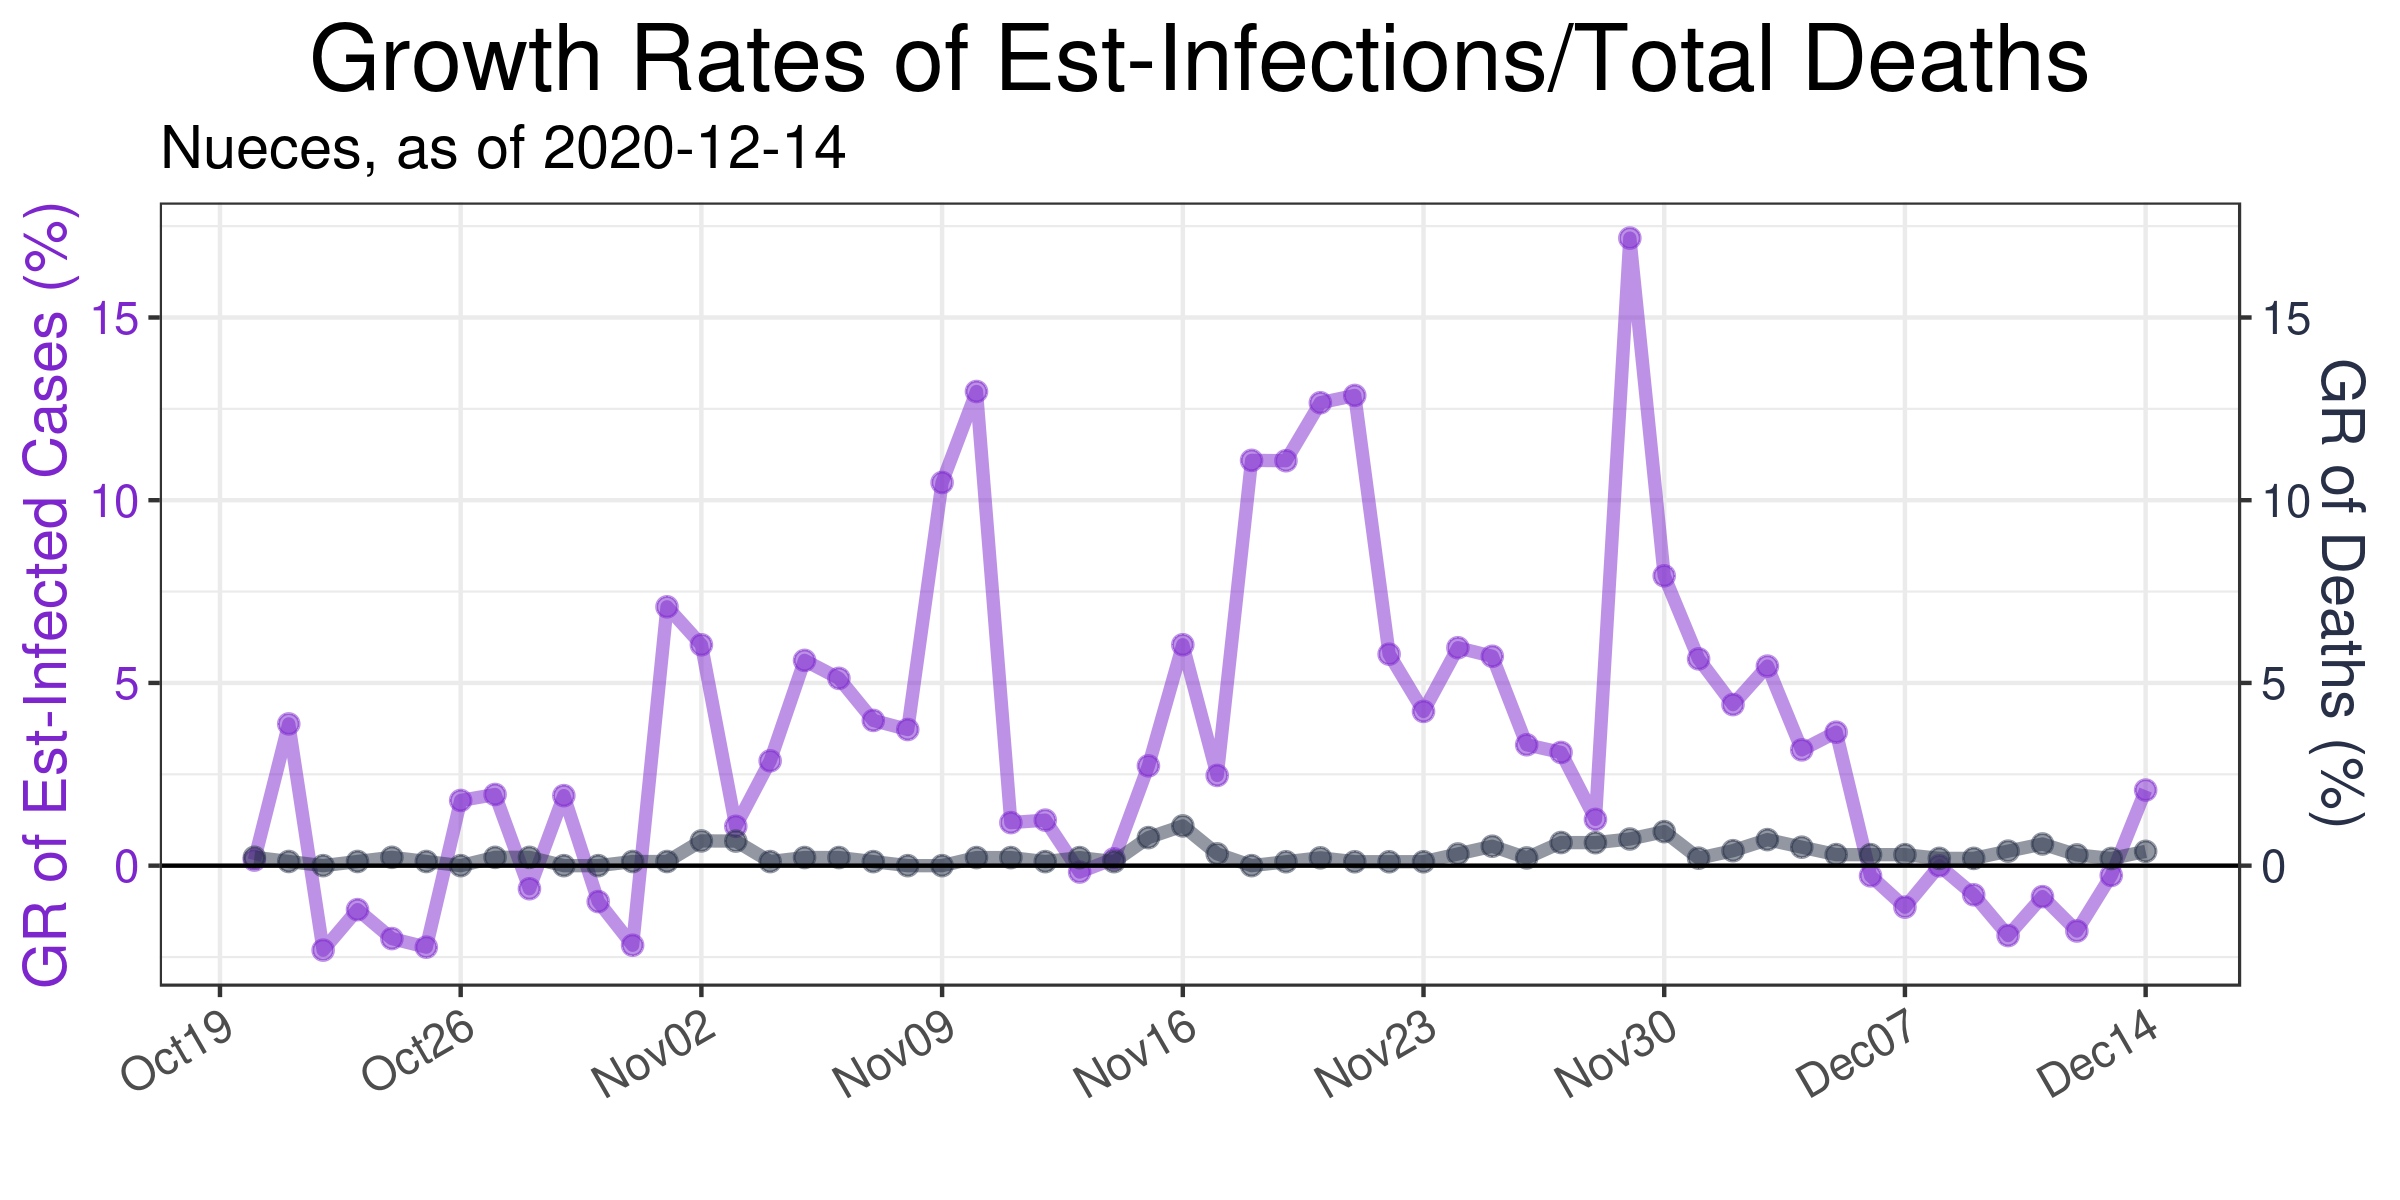 Growth Rates of Est-Infections/Total Deaths
Nueces, as of 2020-12-14
GR of Est-Infected Cases (%)
15
10
5
0
15
10
5
0
GR of Deaths (%)
Oct19
Oct26
Nov02
Nov09
Nov16
Nov23
Nov30
Dec07
Dec14